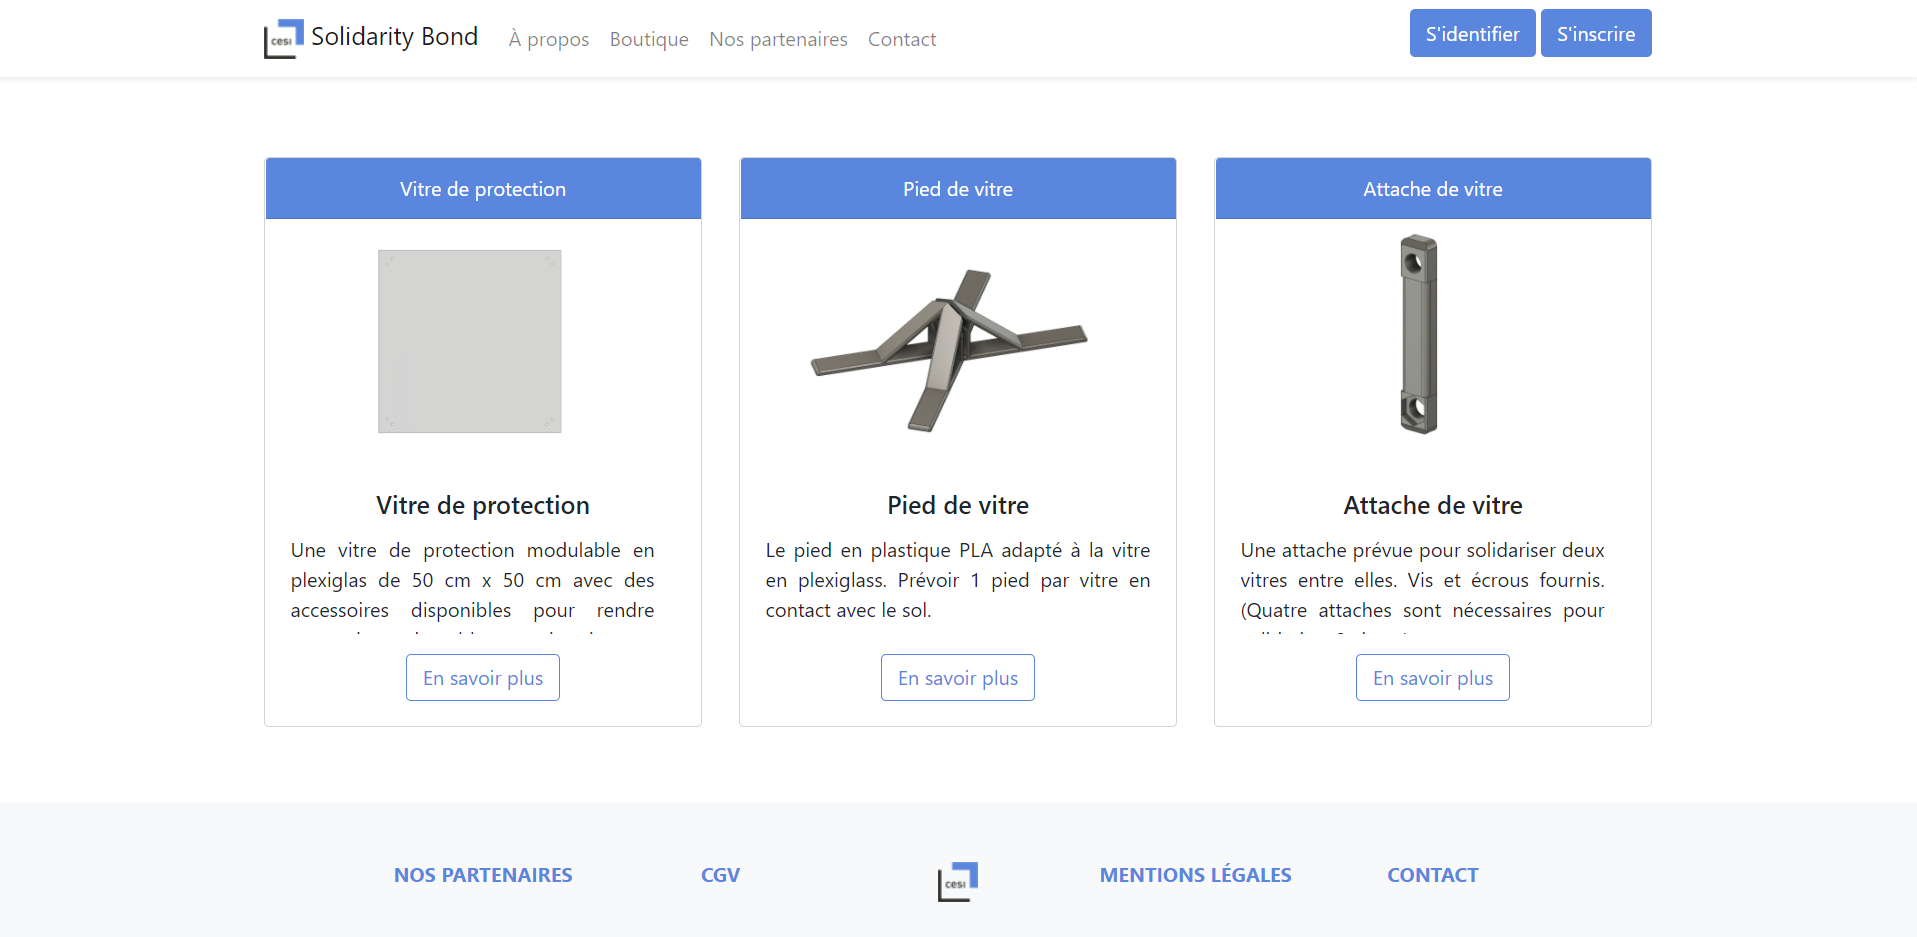 cesi Solidarity Bond À propos Boutique Nos partenaires Contact S'identifier S'inscrire
Vitre de protection
Vitre de protection
Une vitre de protection modulable en
plexiglas de 50 cm x 50 cm avec des
accessoires disponibles pour rendre
En savoir plus
Pied de vitre
Pied de vitre
Le pied en plastique PLA adapté à la vitre
en plexiglass. Prévoir 1 pied par vitre en
contact avec le sol.
En savoir plus
Attache de vitre
Attache de vitre
Une attache prévue pour solidariser deux
vitres entre elles. Vis et écrous fournis.
(Quatre attaches sont nécessaires pour
En savoir plus
NOS PARTENAIRES CGV cesi MENTIONS LÉGALES CONTACT